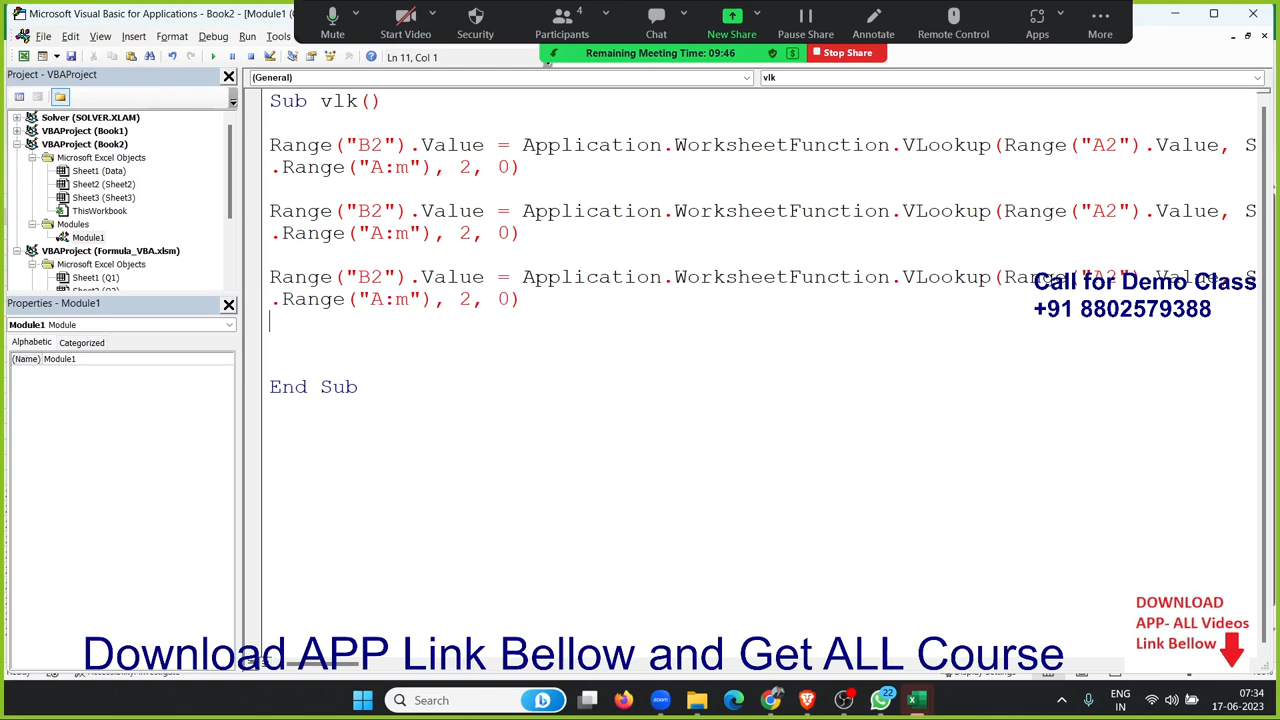 Microsoft Visual Basic for Applications - Book2 - [Module1 (
Mute
Start Video
Security
4
Participants
Chat
New Share
Pause Share
Annotate
Remote Control
Apps
More
File Edit View Insert Format Debug Run Tools
Remaining Meeting Time: 09:46
Stop Share
Ln 11, Col 1
Project - VBAProject
(General)
vlk
Solver (SOLVER.XLAM)
VBAProject (Book1)
VBAProject (Book2)
Microsoft Excel Objects
Sheet1 (Data)
Sheet2 (Sheet2)
Sheet3 (Sheet3)
ThisWorkbook
Modules
Module1
VBAProject (Formula_VBA.xlsm)
Microsoft Excel Objects
Sheet1 (Q1)
Properties - Module1
Module1 Module
Alphabetic Categorized
(Name) Module1
Sub vlk()
Range("B2").Value = Application.WorksheetFunction.VLookup(Range("A2").Value, S
.Range("A:m"), 2, 0)
Range("B2").Value = Application.WorksheetFunction.VLookup(Range("A2").Value, S
.Range("A:m"), 2, 0)
Range("B2").Value = Application.WorksheetFunction.VLookup(Range("A2").Value, S
.Range("A:m"), 2, 0)
End Sub
Call for Demo Class
+91 8802579388
DOWNLOAD
APP- ALL Videos
Link Bellow
Download APP Link Bellow and Get ALL Course
Search
22
ENG
IN
07:34
17-06-2023